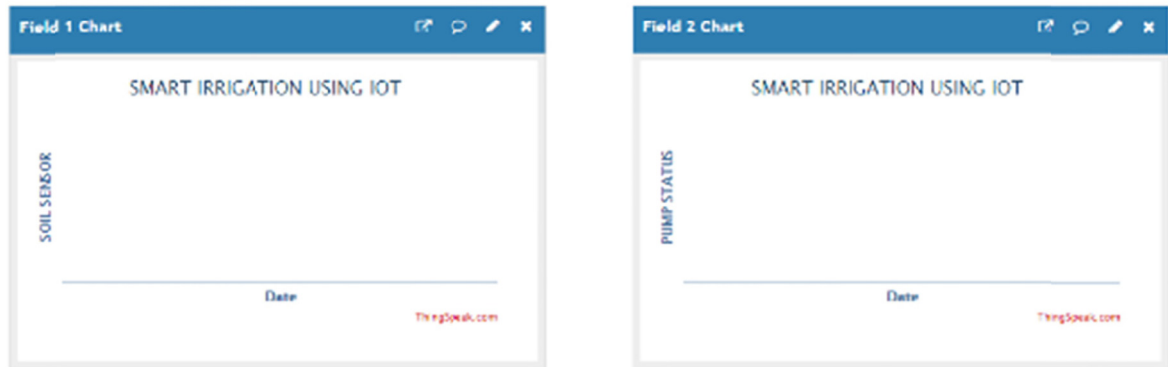 Field 1 Chart
SMART IRRIGATION USING IOT
SOIL SENSOR
Date
ThingSpeak.com
Field 2 Chart
SMART IRRIGATION USING IOT
PUMP STATUS
Date
ThingSpeak.com